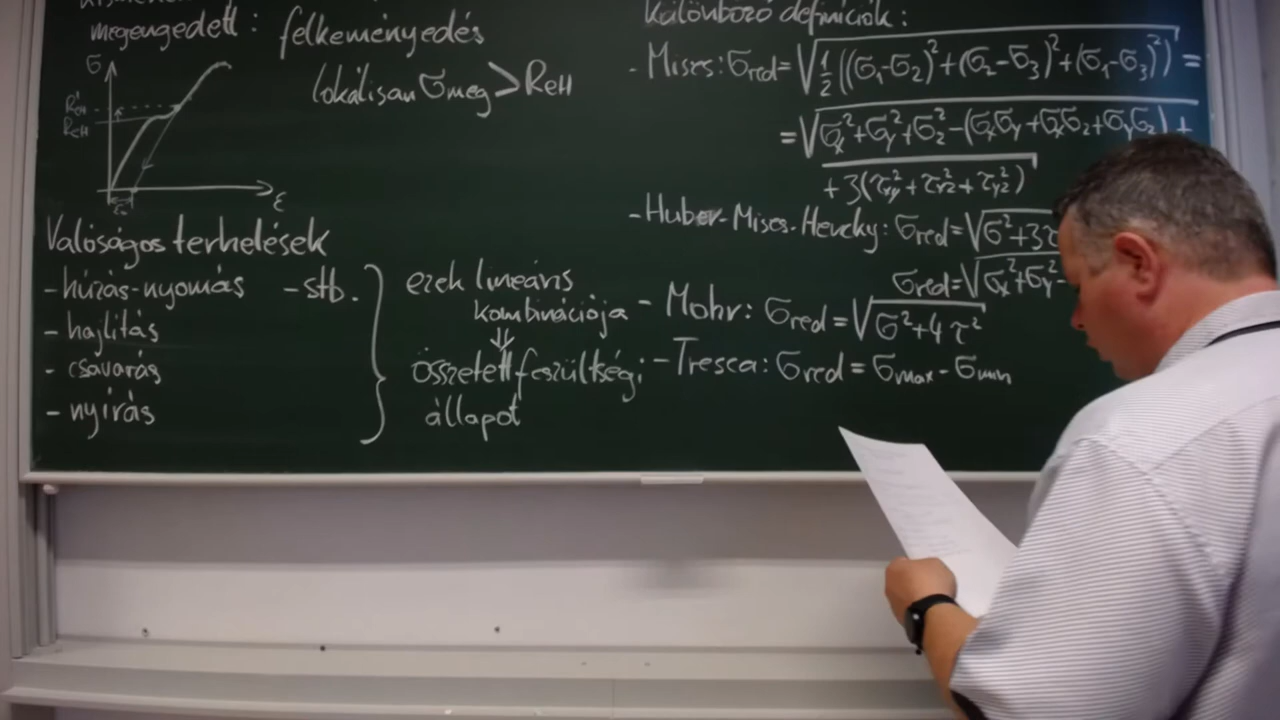 megengedett : felkeményedés
lokálisan σmeg > ReH
σ
R'eH
ReH
ε
Valóságos terhelések
- húzás-nyomás - stb.
- hajlítás
- csavarás
- nyírás
ezek lineáris
kombinációja
⇓
összetett feszültségi
állapot
Különböző definíciók :
- Mises: σred = √(½((σ1-σ2)²+(σ2-σ3)²+(σ1-σ3)²)) =
= √(σx²+σy²+σz²-(σxσy+σxσz+σyσz)+
+3(τxy²+τxz²+τyz²)
- Huber-Mises-Hencky: σred=√σ²+3τ
σred=√σx²+σy²-
- Mohr: σred = √σ²+4τ²
- Tresca: σred = σmax - σmin